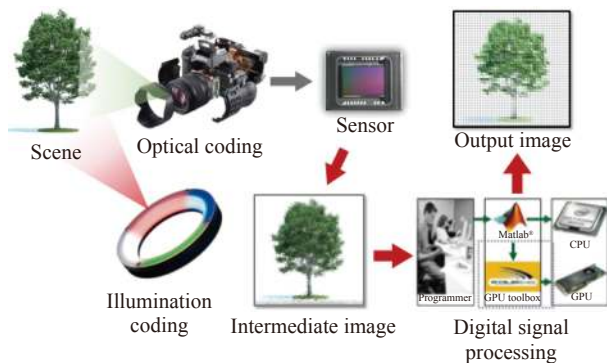 Scene
Optical coding
Sensor
Output image
Illumination
coding
Intermediate image
Programmer
Matlab®
CPU
GPU toolbox
GPU
Digital signal
processing